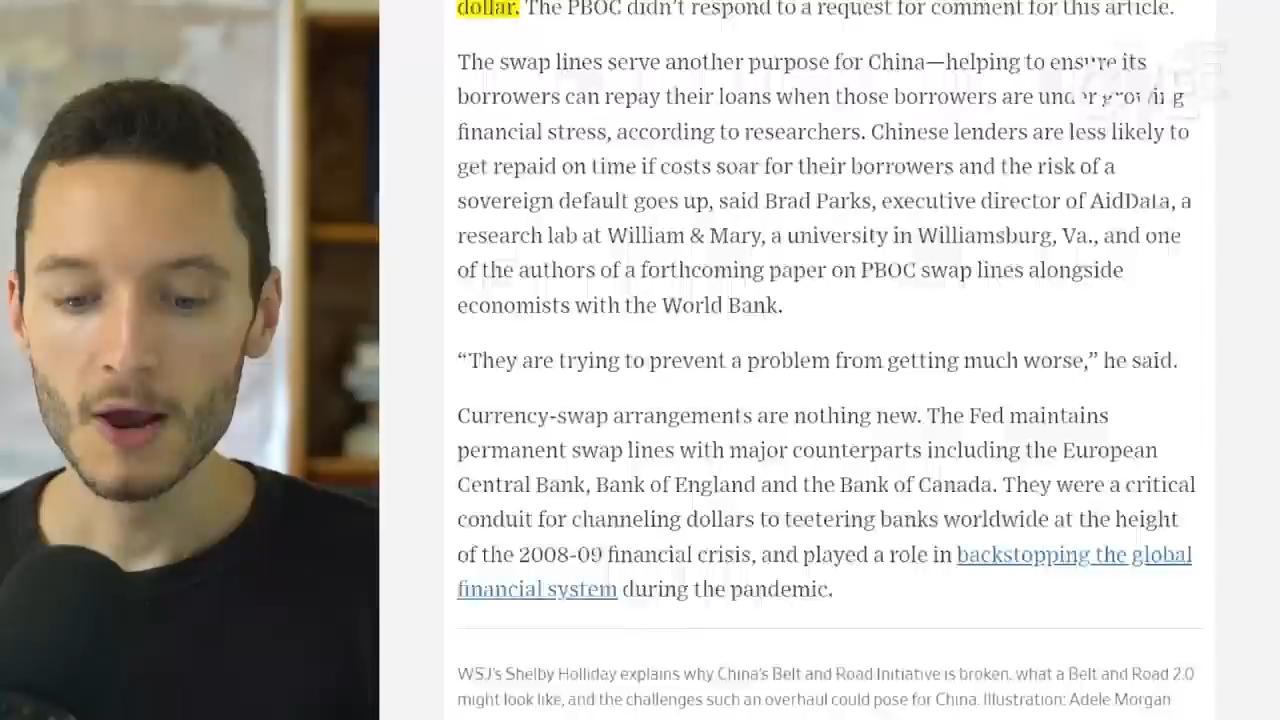 dollar. The PBOC didn't respond to a request for comment for this article.
The swap lines serve another purpose for China—helping to ensure its
borrowers can repay their loans when those borrowers are under growing
financial stress, according to researchers. Chinese lenders are less likely to
get repaid on time if costs soar for their borrowers and the risk of a
sovereign default goes up, said Brad Parks, executive director of AidData, a
research lab at William & Mary, a university in Williamsburg, Va., and one
of the authors of a forthcoming paper on PBOC swap lines alongside
economists with the World Bank.
“They are trying to prevent a problem from getting much worse,” he said.
Currency-swap arrangements are nothing new. The Fed maintains
permanent swap lines with major counterparts including the European
Central Bank, Bank of England and the Bank of Canada. They were a critical
conduit for channeling dollars to teetering banks worldwide at the height
of the 2008-09 financial crisis, and played a role in backstopping the global
financial system during the pandemic.
WSJ's Shelby Holliday explains why China's Belt and Road Initiative is broken, what a Belt and Road 2.0
might look like, and the challenges such an overhaul could pose for China. Illustration: Adele Morgan